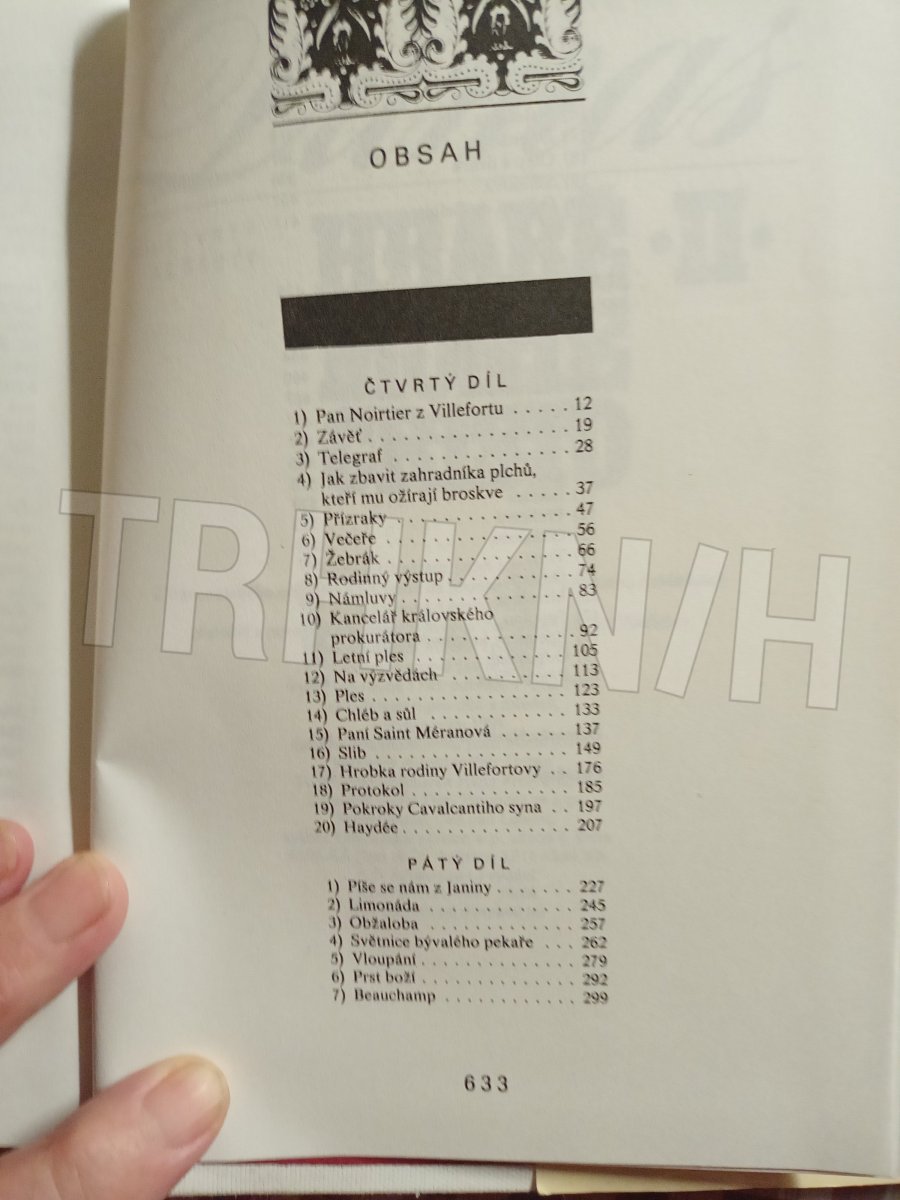 OBSAH
ČTVRTÝ DÍL
1) Pan Noirtier z Villefortu . . . . . 12
2) Závěť . . . . . . . . . . . . . . . . . . 19
3) Telegraf . . . . . . . . . . . . . . . . 28
4) Jak zbavit zahradníka plchů,
kteří mu ožírají broskve . . . . . 37
5) Přízraky . . . . . . . . . . . . . . . . 47
6) Večeře . . . . . . . . . . . . . . . . . 56
7) Žebrák . . . . . . . . . . . . . . . . . 66
8) Rodinný výstup . . . . . . . . . . . 74
9) Námluvy . . . . . . . . . . . . . . . 83
10) Kancelář královského
prokurátora . . . . . . . . . . . . . 92
11) Letní ples . . . . . . . . . . . . . 105
12) Na výzvědách . . . . . . . . . . 113
13) Ples . . . . . . . . . . . . . . . . . 123
14) Chléb a sůl . . . . . . . . . . . . 133
15) Paní Saint Méranová . . . . . . 137
16) Slib . . . . . . . . . . . . . . . . . 149
17) Hrobka rodiny Villefortovy . . 176
18) Protokol . . . . . . . . . . . . . . 185
19) Pokroky Cavalcantiho syna . . 197
20) Haydée . . . . . . . . . . . . . . . 207
PÁTÝ DÍL
1) Píše se nám z Janiny . . . . . . . 227
2) Limonáda . . . . . . . . . . . . . 245
3) Obžaloba . . . . . . . . . . . . . 257
4) Světnice bývalého pekaře . . . 262
5) Vloupání . . . . . . . . . . . . . . 279
6) Prst boží . . . . . . . . . . . . . . 292
7) Beauchamp . . . . . . . . . . . . 299
633